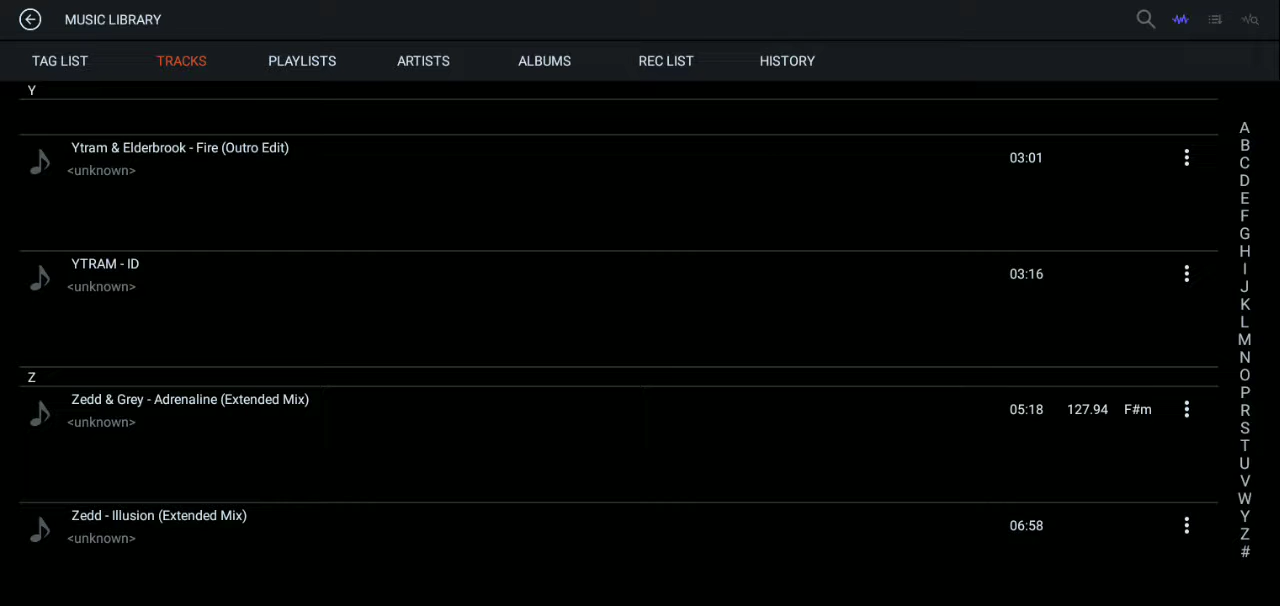 MUSIC LIBRARY
TAG LIST TRACKS PLAYLISTS ARTISTS ALBUMS REC LIST HISTORY
Y
Ytram & Elderbrook - Fire (Outro Edit)
<unknown>
03:01
YTRAM - ID
<unknown>
03:16
Z
Zedd & Grey - Adrenaline (Extended Mix)
<unknown>
05:18 127.94 F#m
Zedd - Illusion (Extended Mix)
<unknown>
06:58
A
B
C
D
E
F
G
H
I
J
K
L
M
N
O
P
R
S
T
U
V
W
Y
Z
#